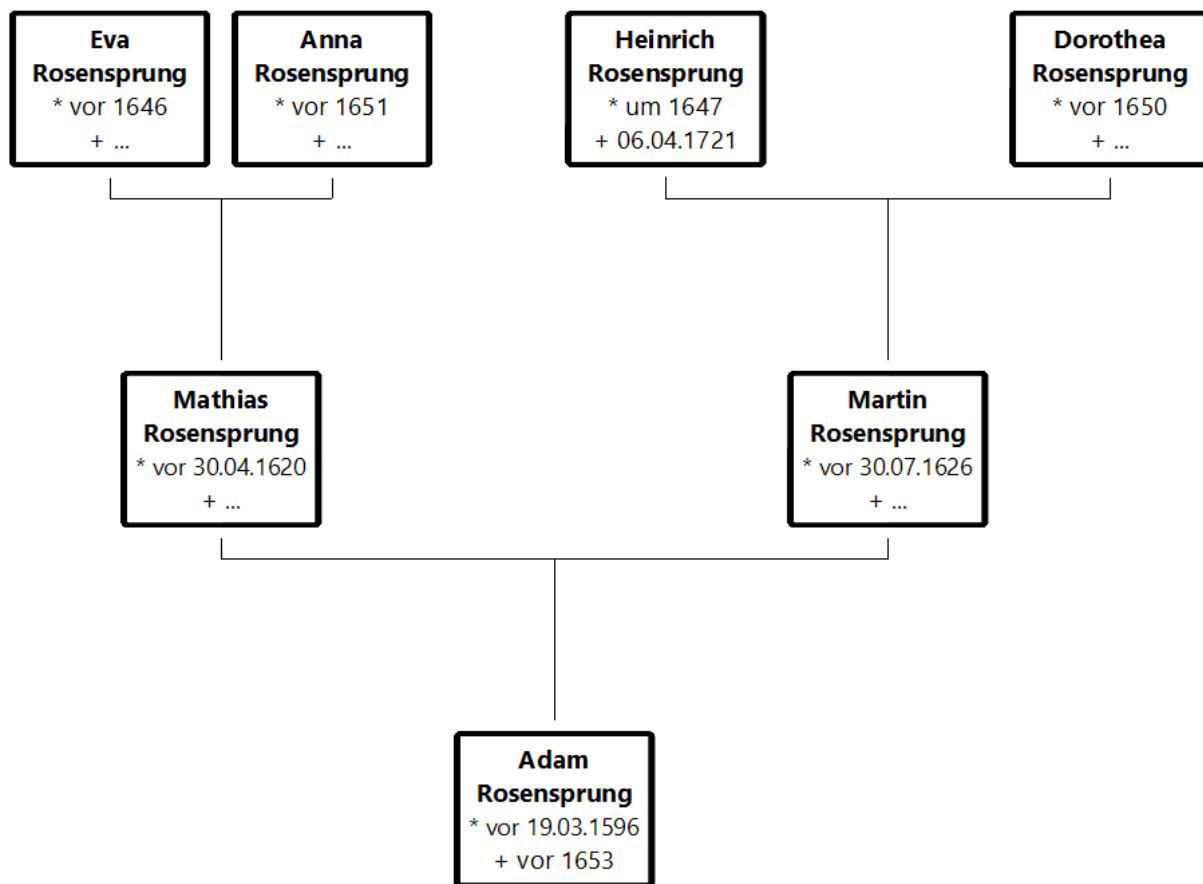 Eva
Rosensprung
* vor 1646
+ ...
Anna
Rosensprung
* vor 1651
+ ...
Heinrich
Rosensprung
* um 1647
+ 06.04.1721
Dorothea
Rosensprung
* vor 1650
+ ...
Mathias
Rosensprung
* vor 30.04.1620
+ ...
Martin
Rosensprung
* vor 30.07.1626
+ ...
Adam
Rosensprung
* vor 19.03.1596
+ vor 1653